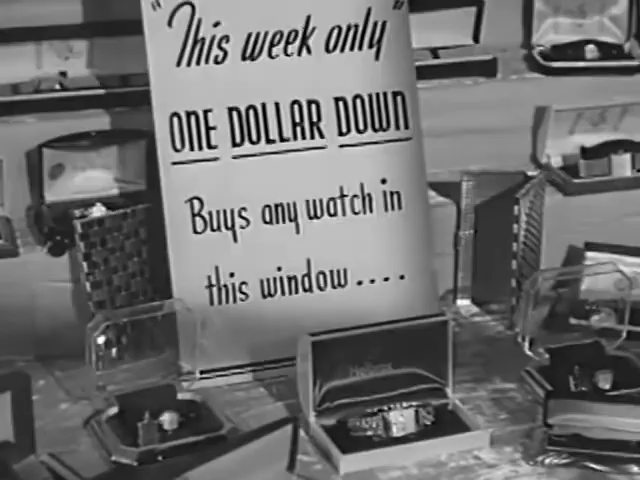 "This week only"
ONE DOLLAR DOWN
Buys any watch in
this window....